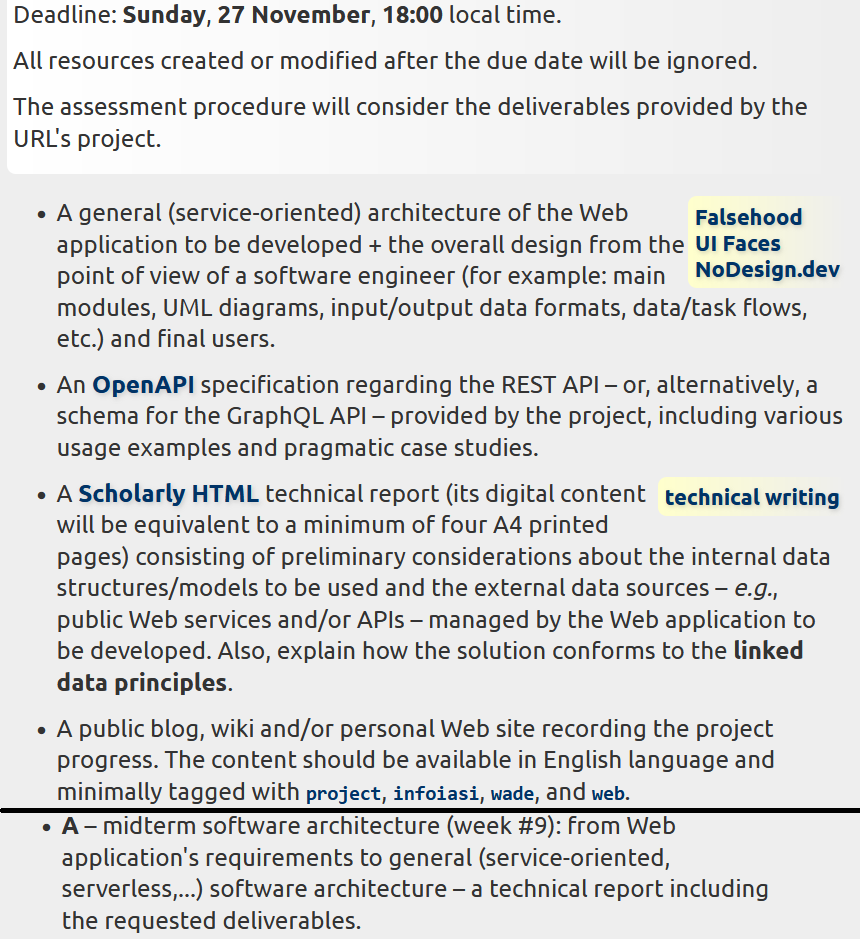 Deadline: Sunday, 27 November, 18:00 local time.
All resources created or modified after the due date will be ignored.
The assessment procedure will consider the deliverables provided by the
URL's project.
• A general (service-oriented) architecture of the Web
application to be developed + the overall design from the
point of view of a software engineer (for example: main
modules, UML diagrams, input/output data formats, data/task flows,
etc.) and final users.
Falsehood
UI Faces
NoDesign.dev
• An OpenAPI specification regarding the REST API – or, alternatively, a
schema for the GraphQL API – provided by the project, including various
usage examples and pragmatic case studies.
• A Scholarly HTML technical report (its digital content
will be equivalent to a minimum of four A4 printed
pages) consisting of preliminary considerations about the internal data
structures/models to be used and the external data sources – e.g.,
public Web services and/or APIs – managed by the Web application to
be developed. Also, explain how the solution conforms to the linked
data principles.
technical writing
• A public blog, wiki and/or personal Web site recording the project
progress. The content should be available in English language and
minimally tagged with project, infoiasi, wade, and web.
• A – midterm software architecture (week #9): from Web
application's requirements to general (service-oriented,
serverless,...) software architecture – a technical report including
the requested deliverables.